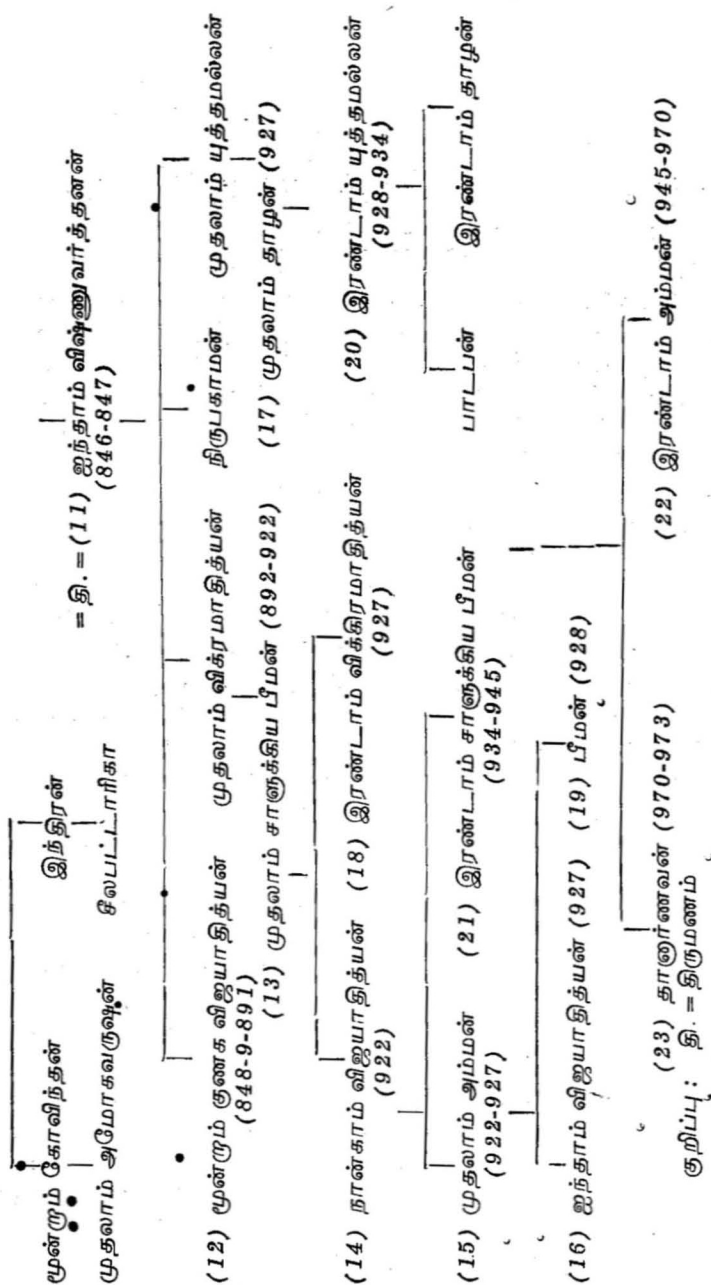 மூன்றாம் கோவிந்தன் இந்திரன்
முதலாம் அமோகவருஷன் சீலபட்டாரிகா = தி. = (11) ஐந்தாம் விஷ்ணுவர்த்தனன்
(846-847)
(12) மூன்றாம் குணக விஜயாதித்யன் முதலாம் விக்ரமாதித்யன் நிருபகாமன் முதலாம் யுத்தமல்லன்
(848-9-891)
(13) முதலாம் சாளுக்கிய பீமன் (892-922) (17) முதலாம் தாழன் (927)
(14) நான்காம் விஜயாதித்யன் (18) இரண்டாம் விக்கிரமாதித்யன் (20) இரண்டாம் யுத்தமல்லன்
(922) (927) (928-934)
(15) முதலாம் அம்மன் (21) இரண்டாம் சாளுக்கிய பீமன் பாடபன் இரண்டாம் தாழன்
(922-927) (934-945)
(16) ஐந்தாம் விஜயாதித்யன் (927) (19) பீமன் (928)
(23) தானார்ணவன் (970-973) (22) இரண்டாம் அம்மன் (945-970)
குறிப்பு : தி. = திருமணம்